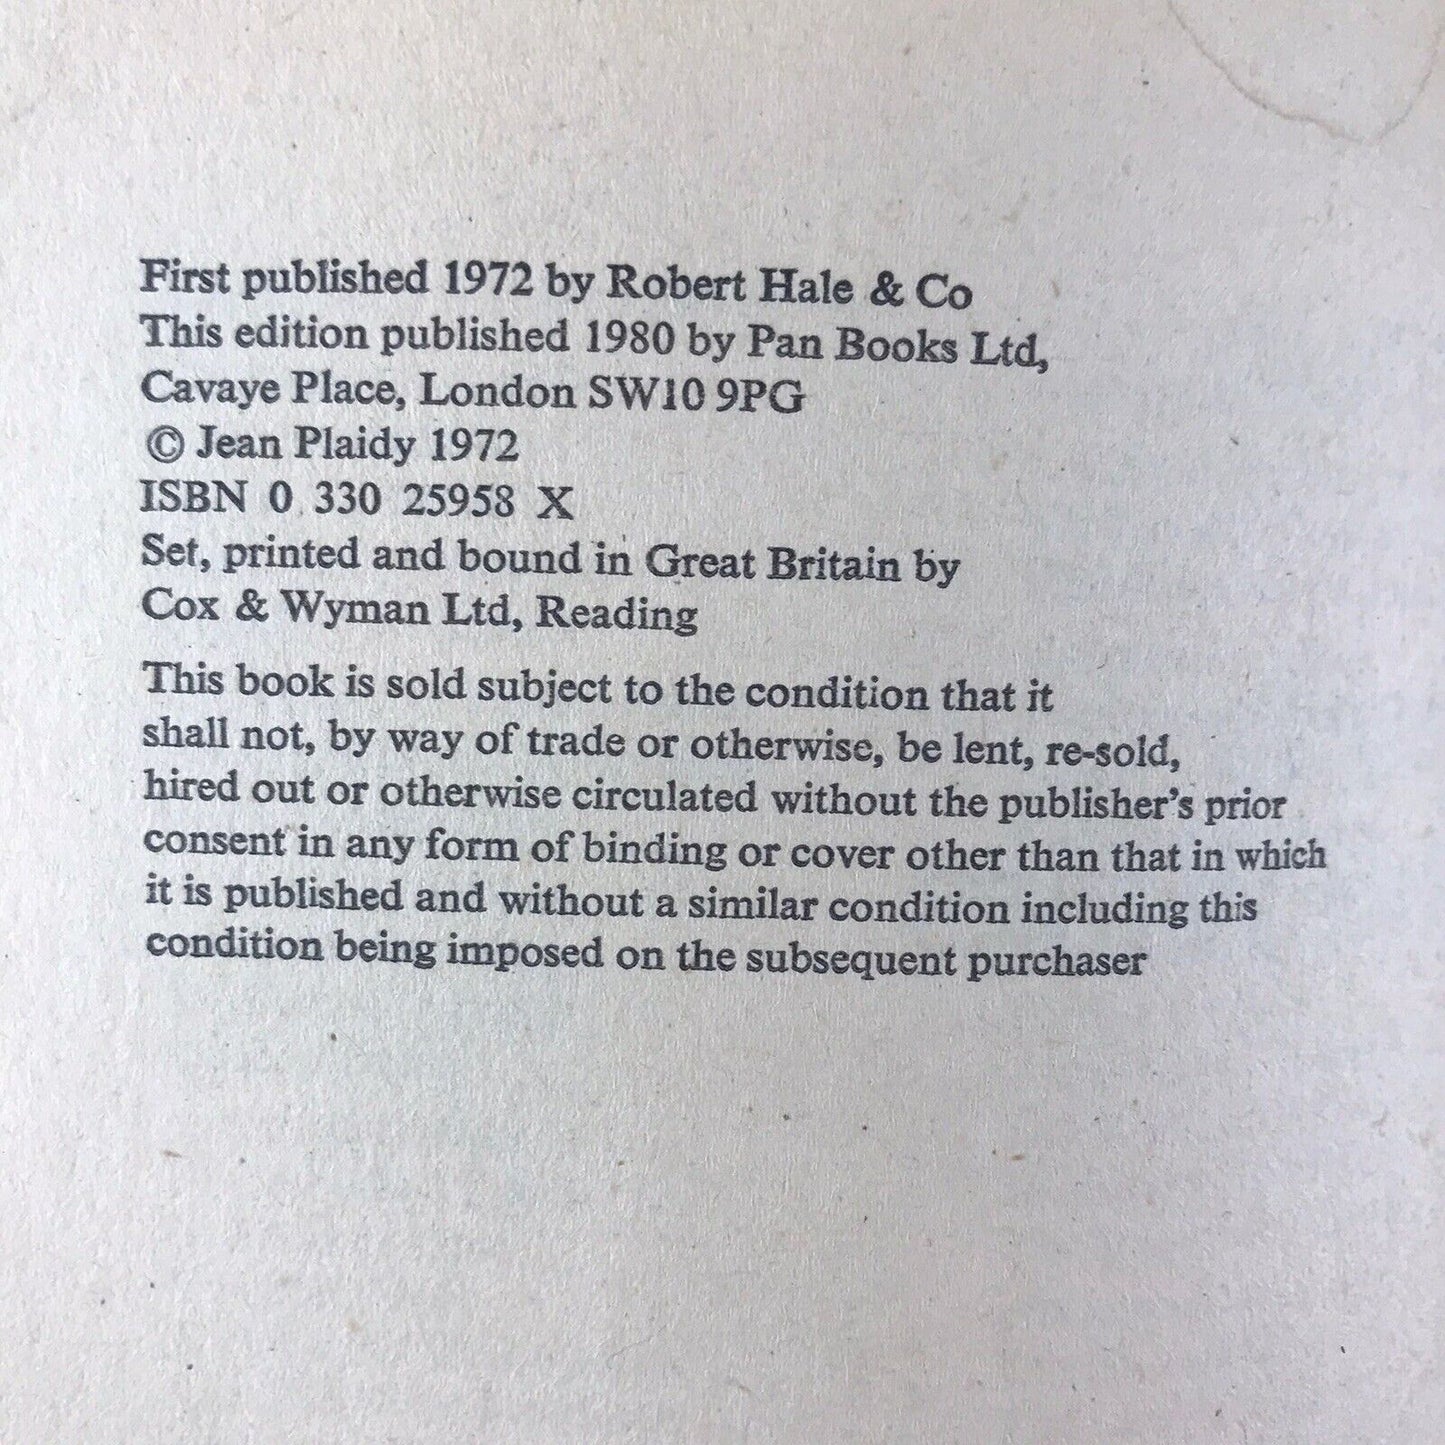 First published 1972 by Robert Hale & Co
This edition published 1980 by Pan Books Ltd,
Cavaye Place, London SW10 9PG
© Jean Plaidy 1972
ISBN 0 330 25958 X
Set, printed and bound in Great Britain by
Cox & Wyman Ltd, Reading
This book is sold subject to the condition that it
shall not, by way of trade or otherwise, be lent, re-sold,
hired out or otherwise circulated without the publisher's prior
consent in any form of binding or cover other than that in which
it is published and without a similar condition including this
condition being imposed on the subsequent purchaser